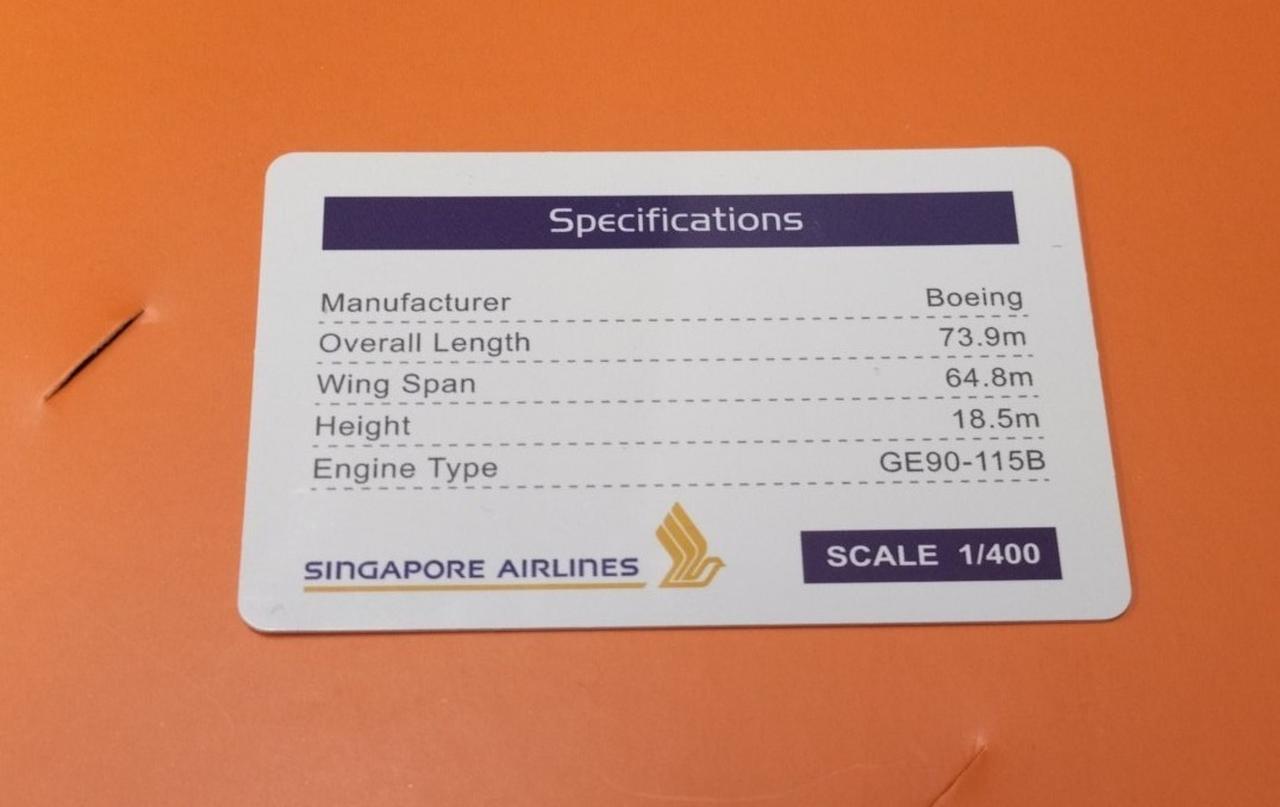 Specifications
Manufacturer Boeing
Overall Length 73.9m
Wing Span 64.8m
Height 18.5m
Engine Type GE90-115B
SINGAPORE AIRLINES
SCALE 1/400